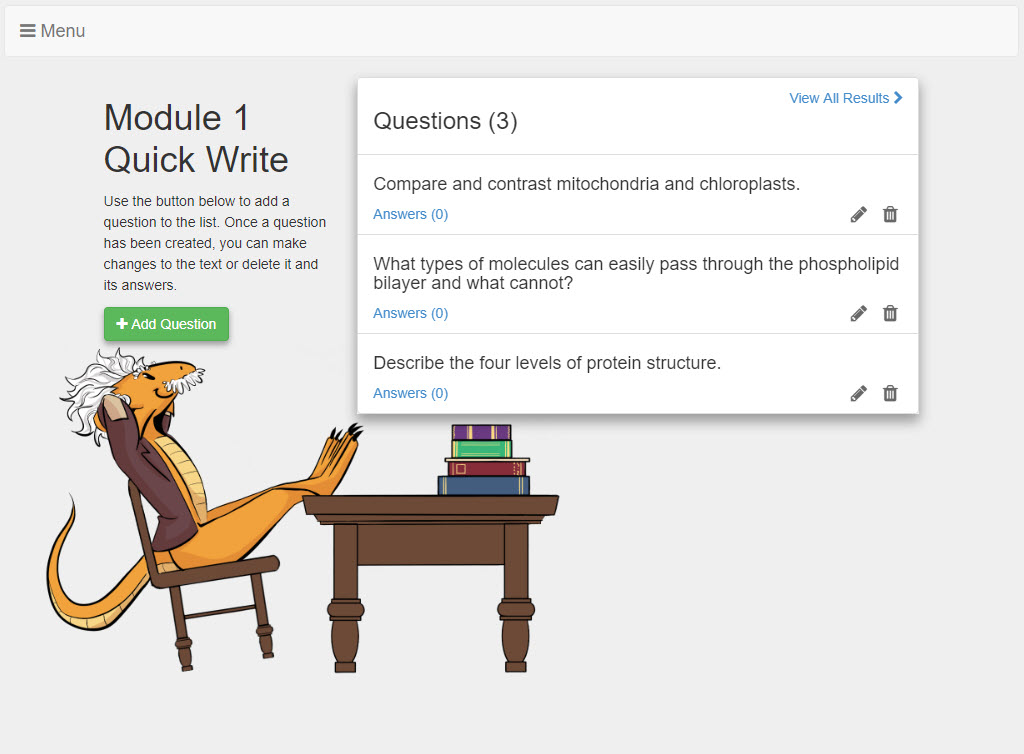 Menu
Module 1
Quick Write
Use the button below to add a
question to the list. Once a question
has been created, you can make
changes to the text or delete it and
its answers.
Add Question
View All Results
Questions (3)
Compare and contrast mitochondria and chloroplasts.
Answers (0)
What types of molecules can easily pass through the phospholipid
bilayer and what cannot?
Answers (0)
Describe the four levels of protein structure.
Answers (0)